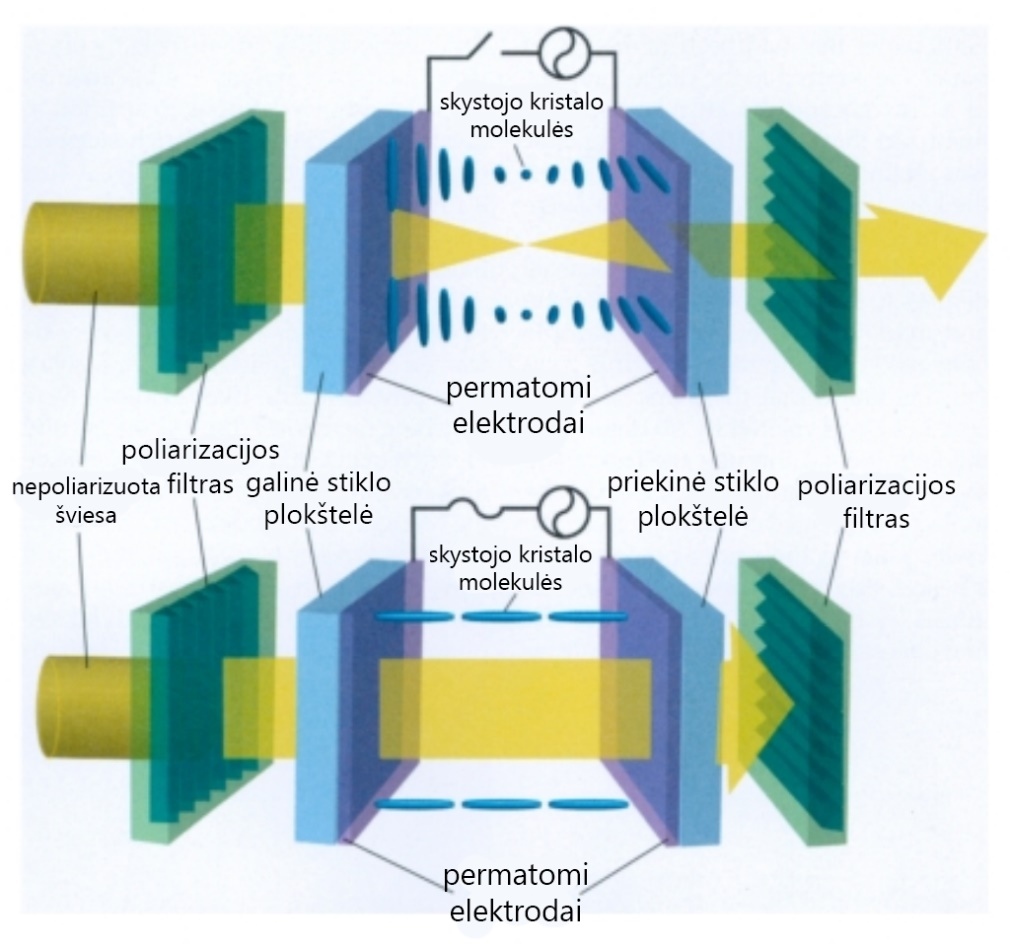 skystojo kristalo
molekulės
permatomi
elektrodai
poliarizacijos
filtras
nepoliarizuota
šviesa
galinė stiklo
plokštelė
priekinė stiklo
plokštelė
poliarizacijos
filtras
skystojo kristalo
molekulės
permatomi
elektrodai